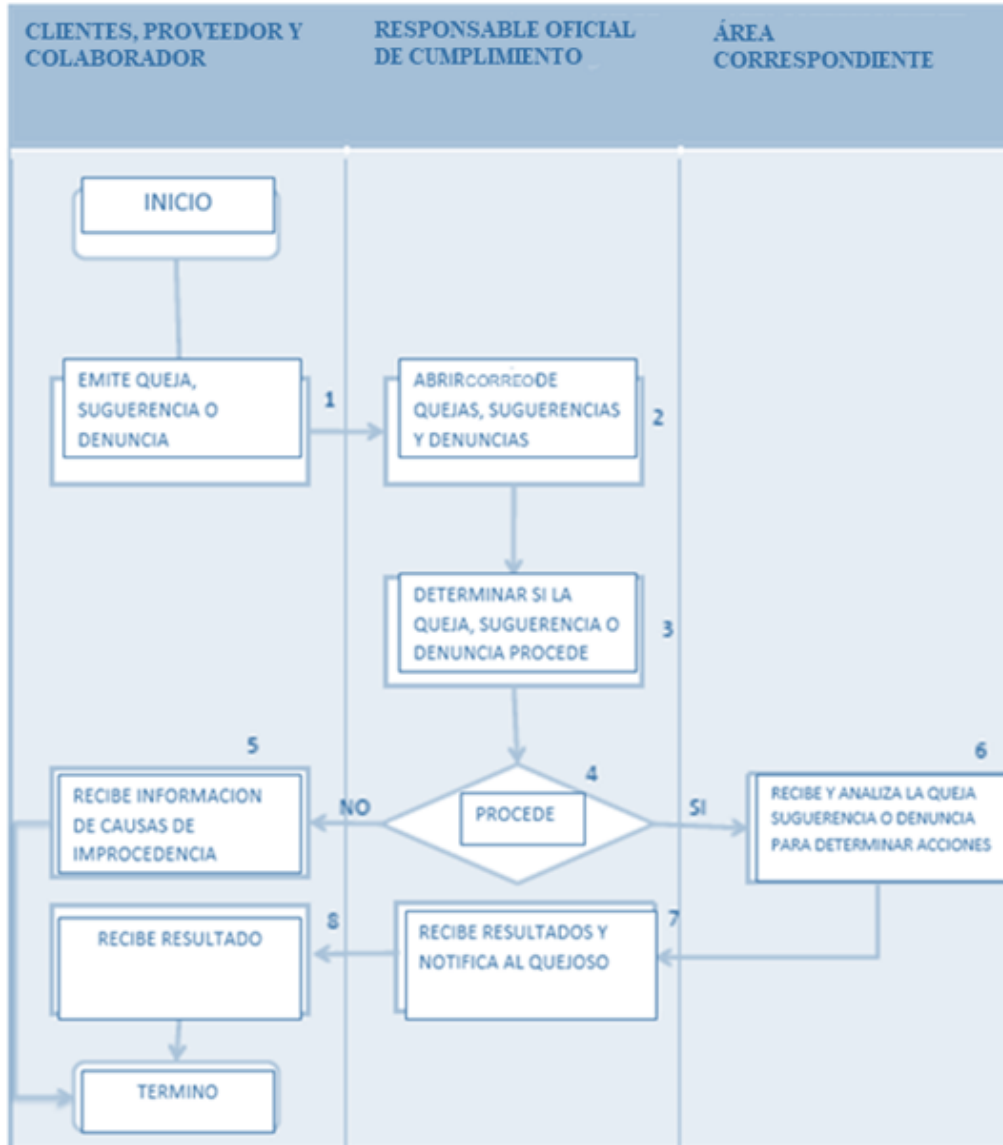 CLIENTES, PROVEEDOR Y
COLABORADOR
RESPONSABLE OFICIAL
DE CUMPLIMIENTO
ÁREA
CORRESPONDIENTE
INICIO
EMITE QUEJA,
SUGUERENCIA O
DENUNCIA
1
ABRIR CORREO DE
QUEJAS, SUGUERENCIAS
Y DENUNCIAS
2
DETERMINAR SI LA
QUEJA, SUGUERENCIA O
DENUNCIA PROCEDE
3
4
PROCEDE
NO
SI
5
RECIBE INFORMACION
DE CAUSAS DE
IMPROCEDENCIA
6
RECIBE Y ANALIZA LA QUEJA
SUGUERENCIA O DENUNCIA
PARA DETERMINAR ACCIONES
7
RECIBE RESULTADOS Y
NOTIFICA AL QUEJOSO
8
RECIBE RESULTADO
TERMINO